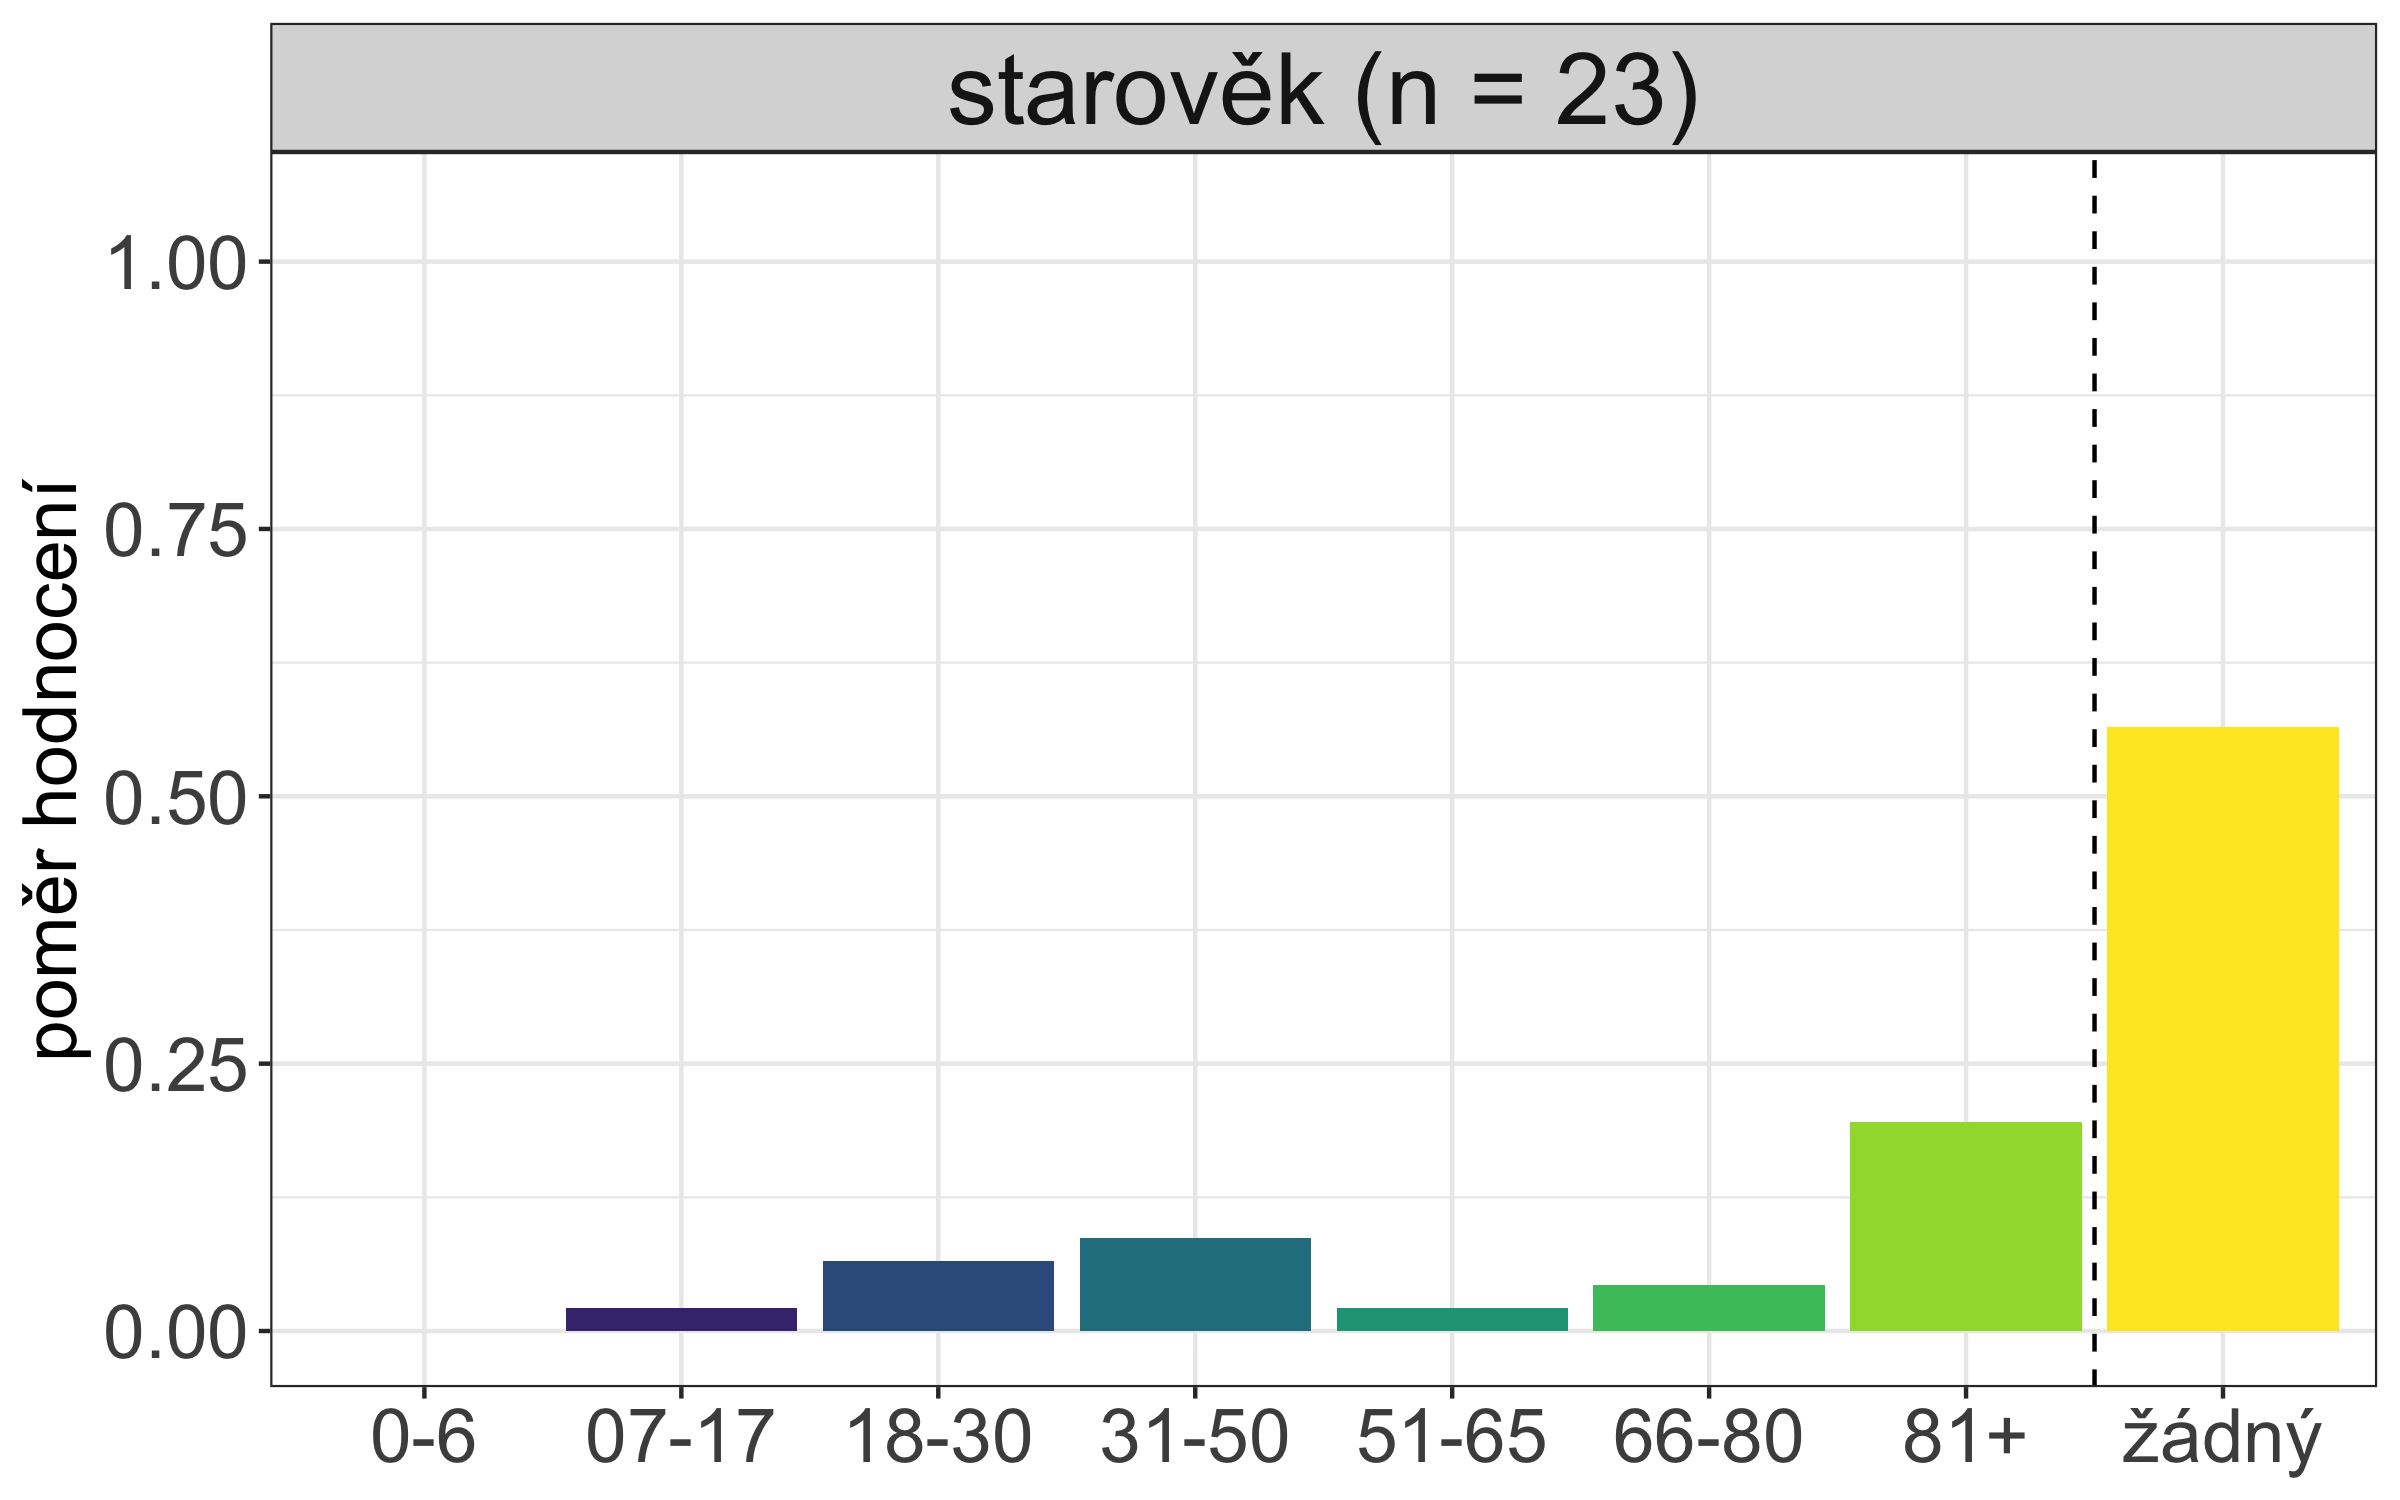 starověk (n = 23)
poměr hodnocení
1.00
0.75
0.50
0.25
0.00
0-6 07-17 18-30 31-50 51-65 66-80 81+ žádný